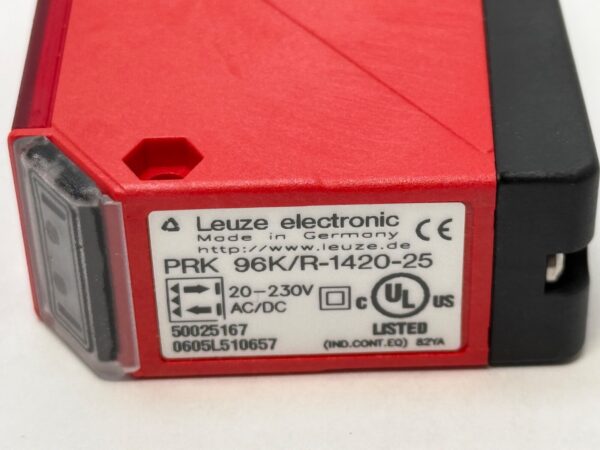 Leuze electronic
Made in Germany
http://www.leuze.de
CE
PRK 96K/R-1420-25
20-230V
AC/DC
c UL us
LISTED
50025167
0605L510657
(IND.CONT.EQ) 82YA